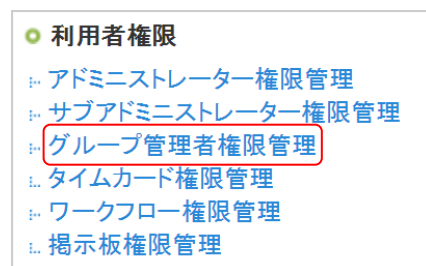 利用者権限
アドミニストレーター権限管理
サブアドミニストレーター権限管理
グループ管理者権限管理
タイムカード権限管理
ワークフロー権限管理
掲示板権限管理